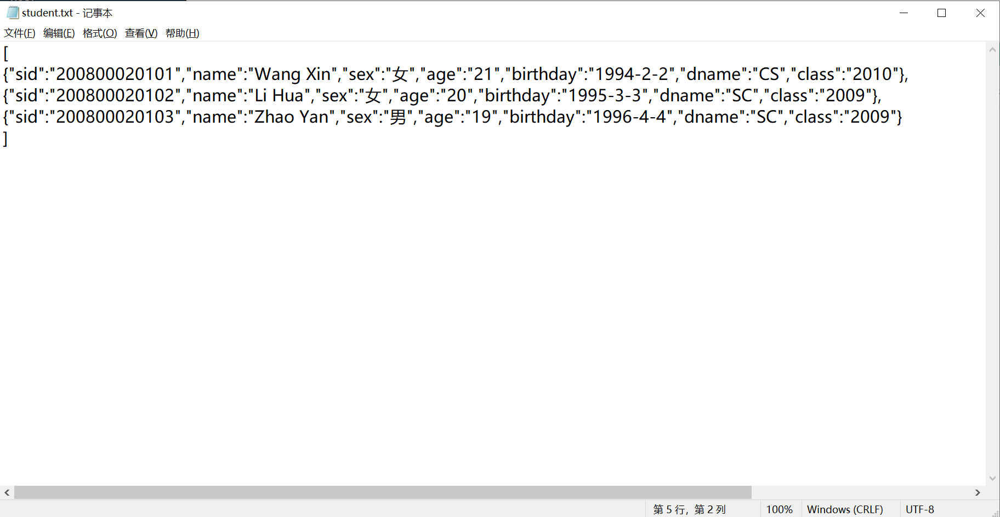 student.txt - 记事本
文件(F) 编辑(E) 格式(O) 查看(V) 帮助(H)
[
{"sid":"200800020101","name":"Wang Xin","sex":"女","age":"21","birthday":"1994-2-2","dname":"CS","class":"2010"},
{"sid":"200800020102","name":"Li Hua","sex":"女","age":"20","birthday":"1995-3-3","dname":"SC","class":"2009"},
{"sid":"200800020103","name":"Zhao Yan","sex":"男","age":"19","birthday":"1996-4-4","dname":"SC","class":"2009"}
]
第 5 行，第 2 列 100% Windows (CRLF) UTF-8